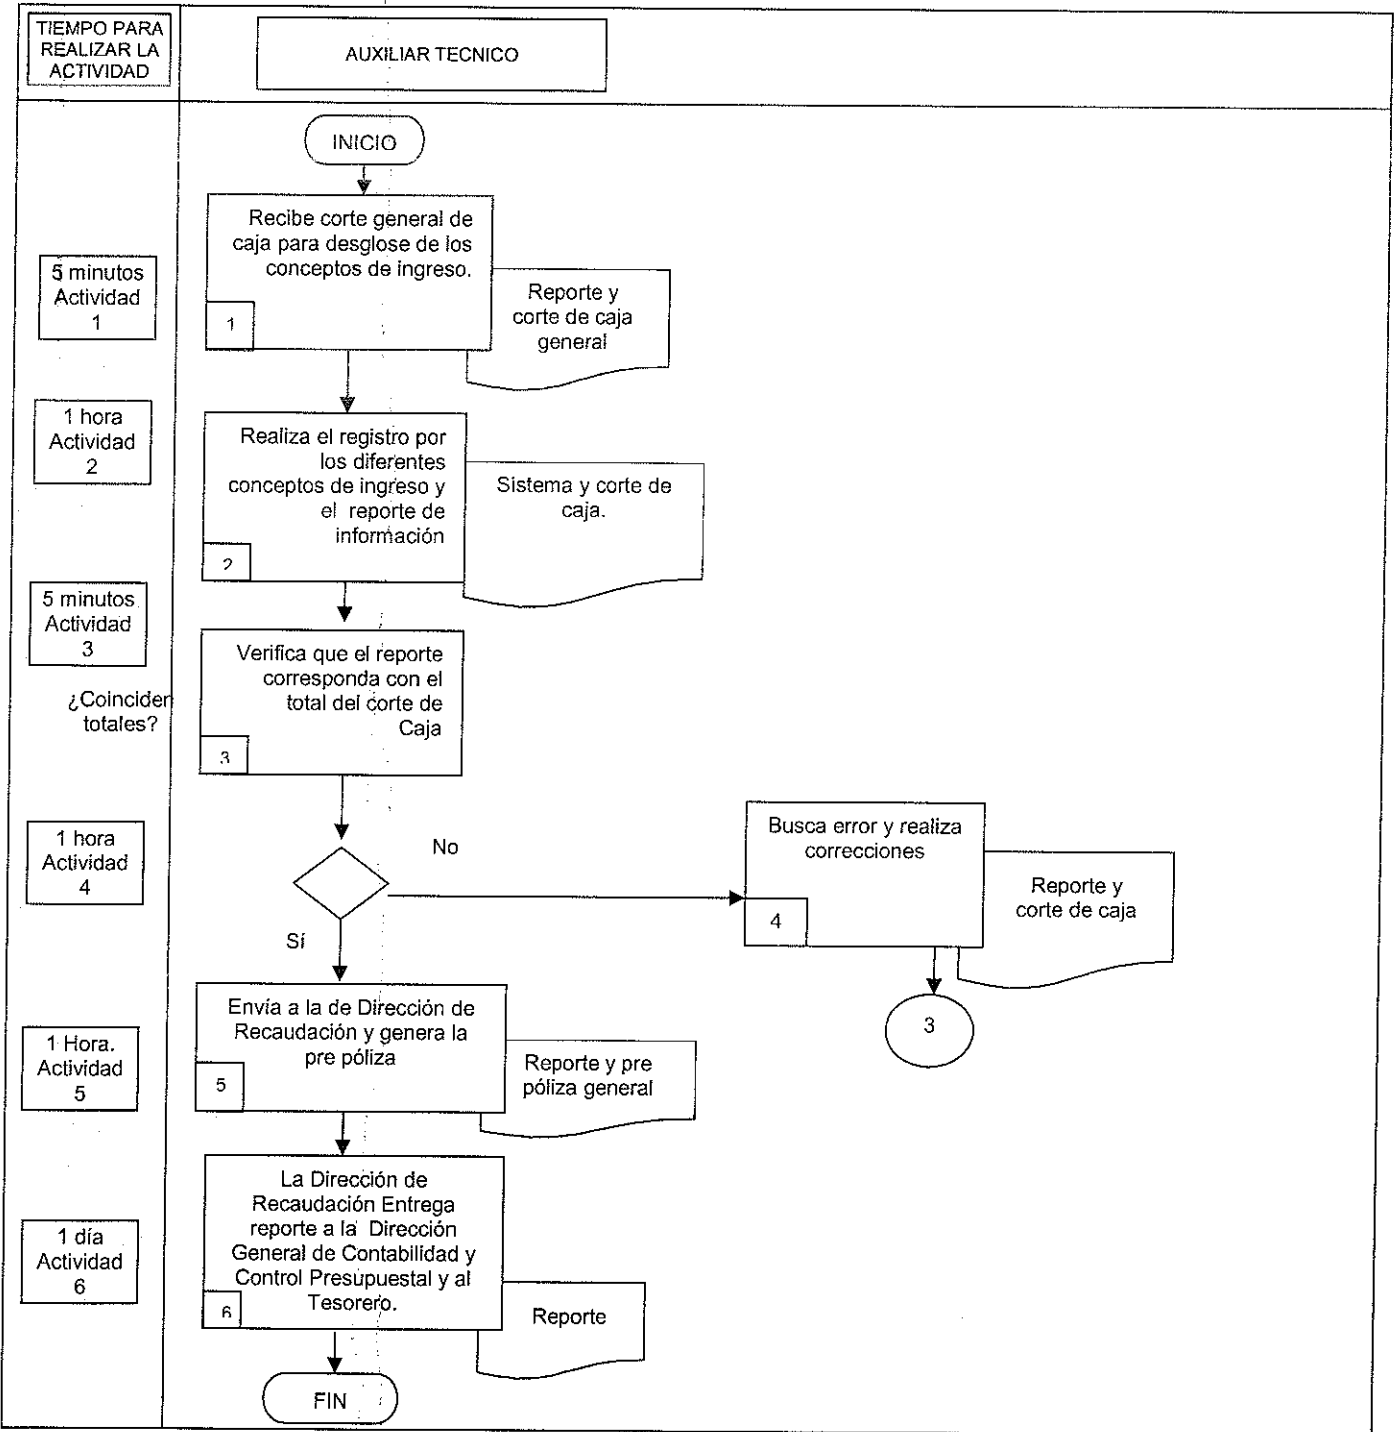 TIEMPO PARA
REALIZAR LA
ACTIVIDAD
AUXILIAR TECNICO
INICIO
Recibe corte general de
caja para desglose de los
conceptos de ingreso.
1
Reporte y
corte de caja
general
5 minutos
Actividad
1
1 hora
Actividad
2
Realiza el registro por
los diferentes
conceptos de ingreso y
el reporte de
información
2
Sistema y corte de
caja.
5 minutos
Actividad
3
Verifica que el reporte
corresponda con el
total del corte de
Caja
3
¿Coinciden
totales?
1 hora
Actividad
4
No
Sí
Busca error y realiza
correcciones
4
Reporte y
corte de caja
3
Envía a la de Dirección de
Recaudación y genera la
pre póliza
5
Reporte y pre
póliza general
1 Hora.
Actividad
5
La Dirección de
Recaudación Entrega
reporte a la Dirección
General de Contabilidad y
Control Presupuestal y al
Tesorero.
6
Reporte
1 día
Actividad
6
FIN